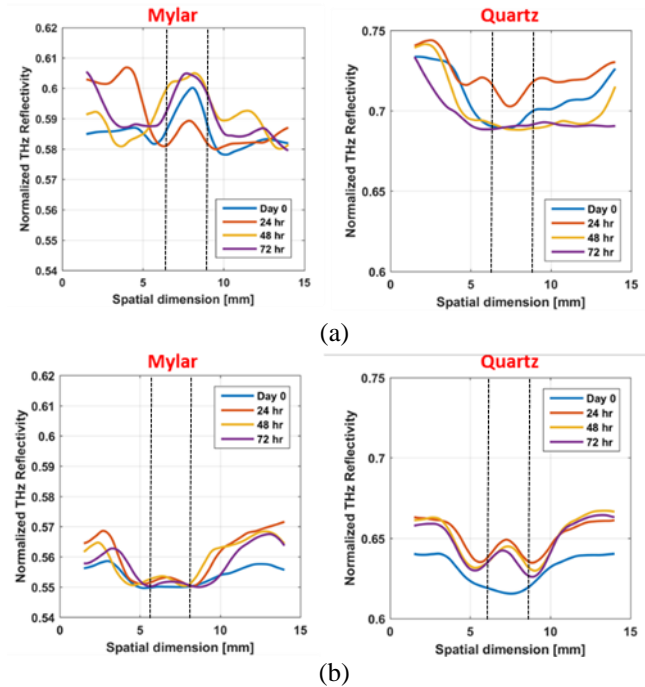 Mylar
Quartz
Normalized THz Reflectivity
0.62
0.61
0.6
0.59
0.58
0.57
0.56
0.55
0.54
0
5
10
15
Spatial dimension [mm]
Day 0
24 hr
48 hr
72 hr
Normalized THz Reflectivity
0.75
0.7
0.65
0.6
0
5
10
15
Spatial dimension [mm]
Day 0
24 hr
48 hr
72 hr
(a)
Mylar
Quartz
Normalized THz Reflectivity
0.62
0.61
0.6
0.59
0.58
0.57
0.56
0.55
0.54
0
5
10
15
Spatial dimension [mm]
Day 0
24 hr
48 hr
72 hr
Normalized THz Reflectivity
0.75
0.7
0.65
0.6
0
5
10
15
Spatial dimension [mm]
Day 0
24 hr
48 hr
72 hr
(b)